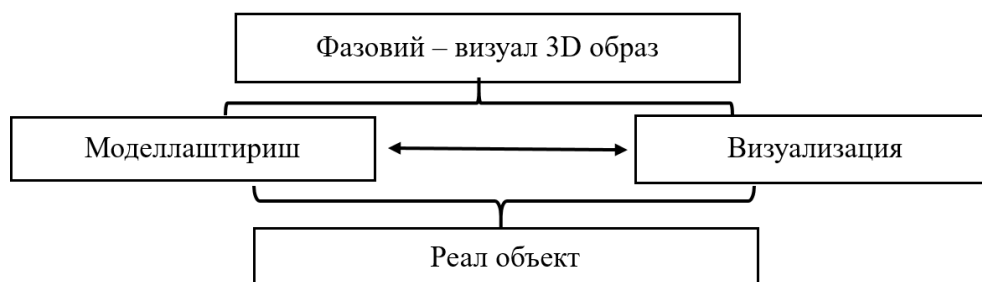 Фазовий – визуал 3D образ
Моделлаштириш
Визуализация
Реал объект